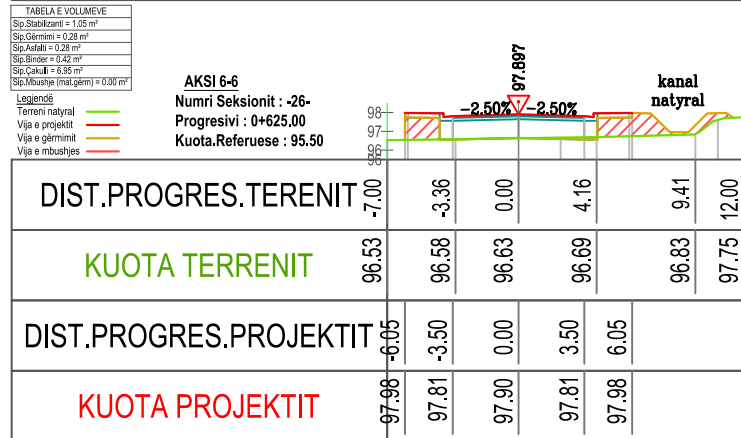 TABELA E VOLUMEVE
Sip.Stabilizanti = 1.05 m²
Sip.Gërmimi = 0.28 m²
Sip.Asfalti = 0.28 m²
Sip.Binder = 0.42 m²
Sip.Çakull = 6.95 m²
Sip.Mbushje (mat.gërm) = 0.00 m²
Legjendë
Terreni natyral
Vija e projektit
Vija e gërmimit
Vija e mbushjes
AKSI 6-6
Numri Seksionit : -26-
Progresivi : 0+625.00
Kuota.Referuese : 95.50
97.897
-2.50% -2.50%
kanal
natyral
98
97
96
96
DIST.PROGRES.TERENIT -7.00 -3.36 0.00 4.16 9.41 12.00
KUOTA TERRENIT 96.53 96.58 96.63 96.69 96.83 97.75
DIST.PROGRES.PROJEKTIT -6.05 -3.50 0.00 3.50 6.05
KUOTA PROJEKTIT 97.98 97.81 97.90 97.81 97.98